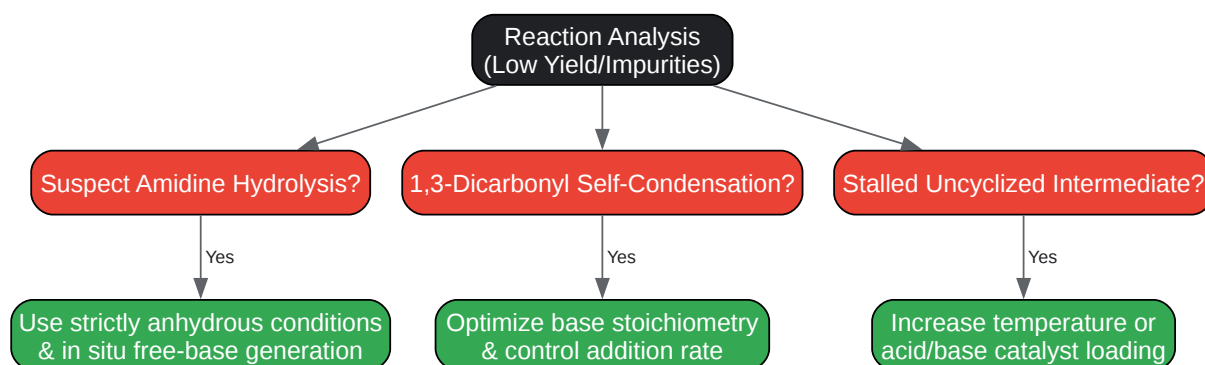 Reaction Analysis
(Low Yield/Impurities)
Suspect Amidine Hydrolysis?
1,3-Dicarbonyl Self-Condensation?
Stalled Uncyclized Intermediate?
Yes
Yes
Yes
Use strictly anhydrous conditions
& in situ free-base generation
Optimize base stoichiometry
& control addition rate
Increase temperature or
acid/base catalyst loading